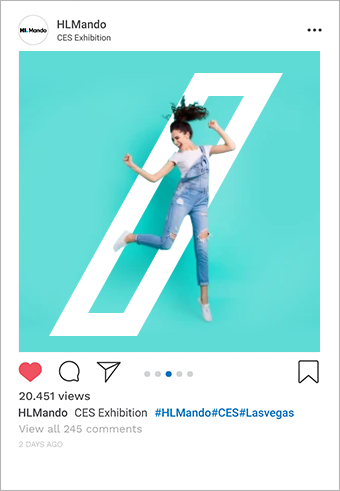 HL Mando
HLMando
CES Exhibition
20.451 views
HLMando CES Exhibition #HLMando#CES#Lasvegas
View all 245 comments
2 DAYS AGO